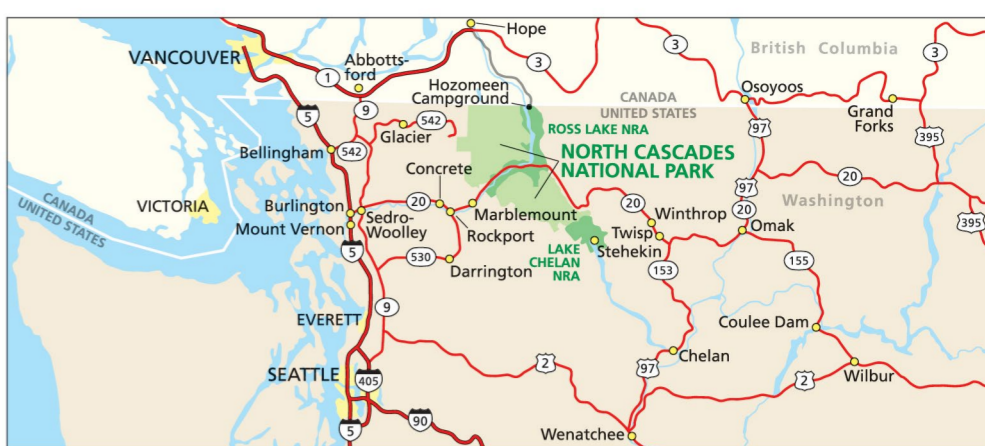 Hope
VANCOUVER
3
British Columbia
3
Abbotts-
ford
1
3
Hozomeen
Campground
CANADA
UNITED STATES
Osoyoos
Grand
Forks
9
5
542
Glacier
ROSS LAKE NRA
97
395
Bellingham
542
NORTH CASCADES
NATIONAL PARK
Concrete
20
97
Washington
CANADA
UNITED STATES
VICTORIA
Burlington
Mount Vernon
Sedro-
Woolley
20
Marblemount
Rockport
20
Winthrop
Twisp
20
Omak
395
5
530
Darrington
LAKE
CHELAN
NRA
Stehekin
153
155
9
EVERETT
Coulee Dam
SEATTLE
405
2
97
Chelan
2
Wilbur
5
90
Wenatchee